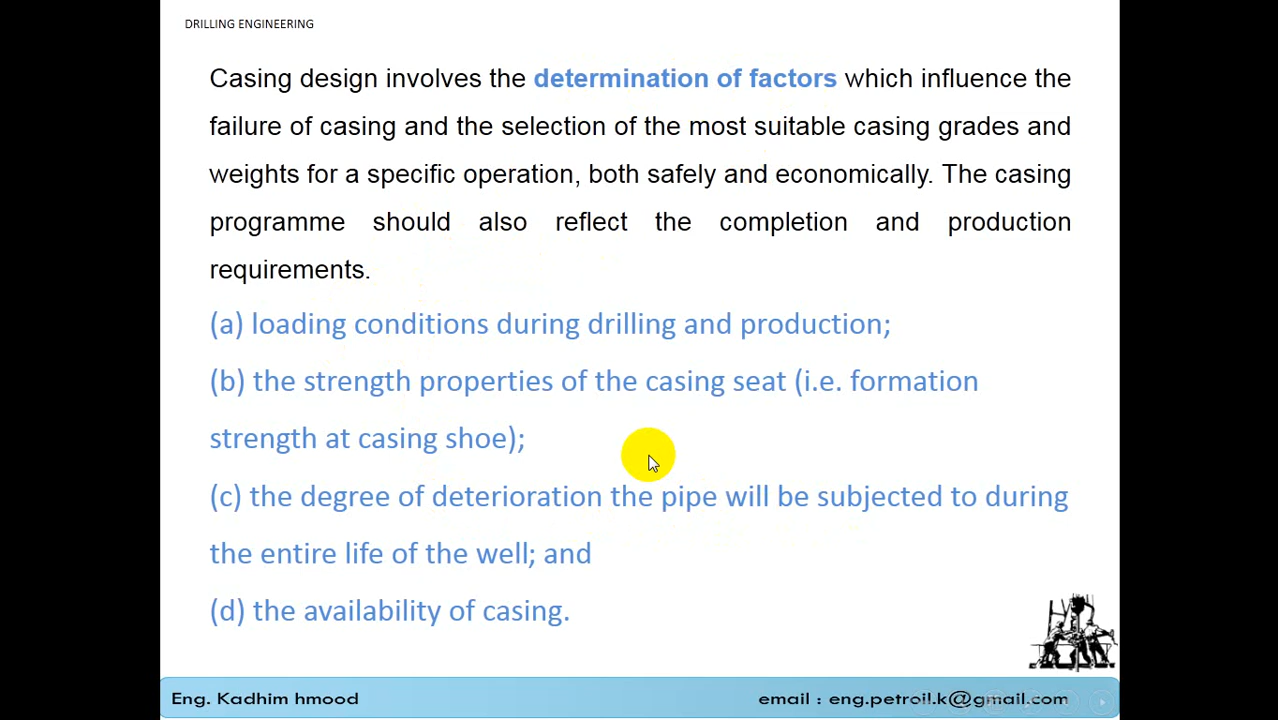 DRILLING ENGINEERING
Casing design involves the determination of factors which influence the
failure of casing and the selection of the most suitable casing grades and
weights for a specific operation, both safely and economically. The casing
programme should also reflect the completion and production
requirements.
(a) loading conditions during drilling and production;
(b) the strength properties of the casing seat (i.e. formation
strength at casing shoe);
(c) the degree of deterioration the pipe will be subjected to during
the entire life of the well; and
(d) the availability of casing.
Eng. Kadhim hmood
email : eng.petroil.k@gmail.com